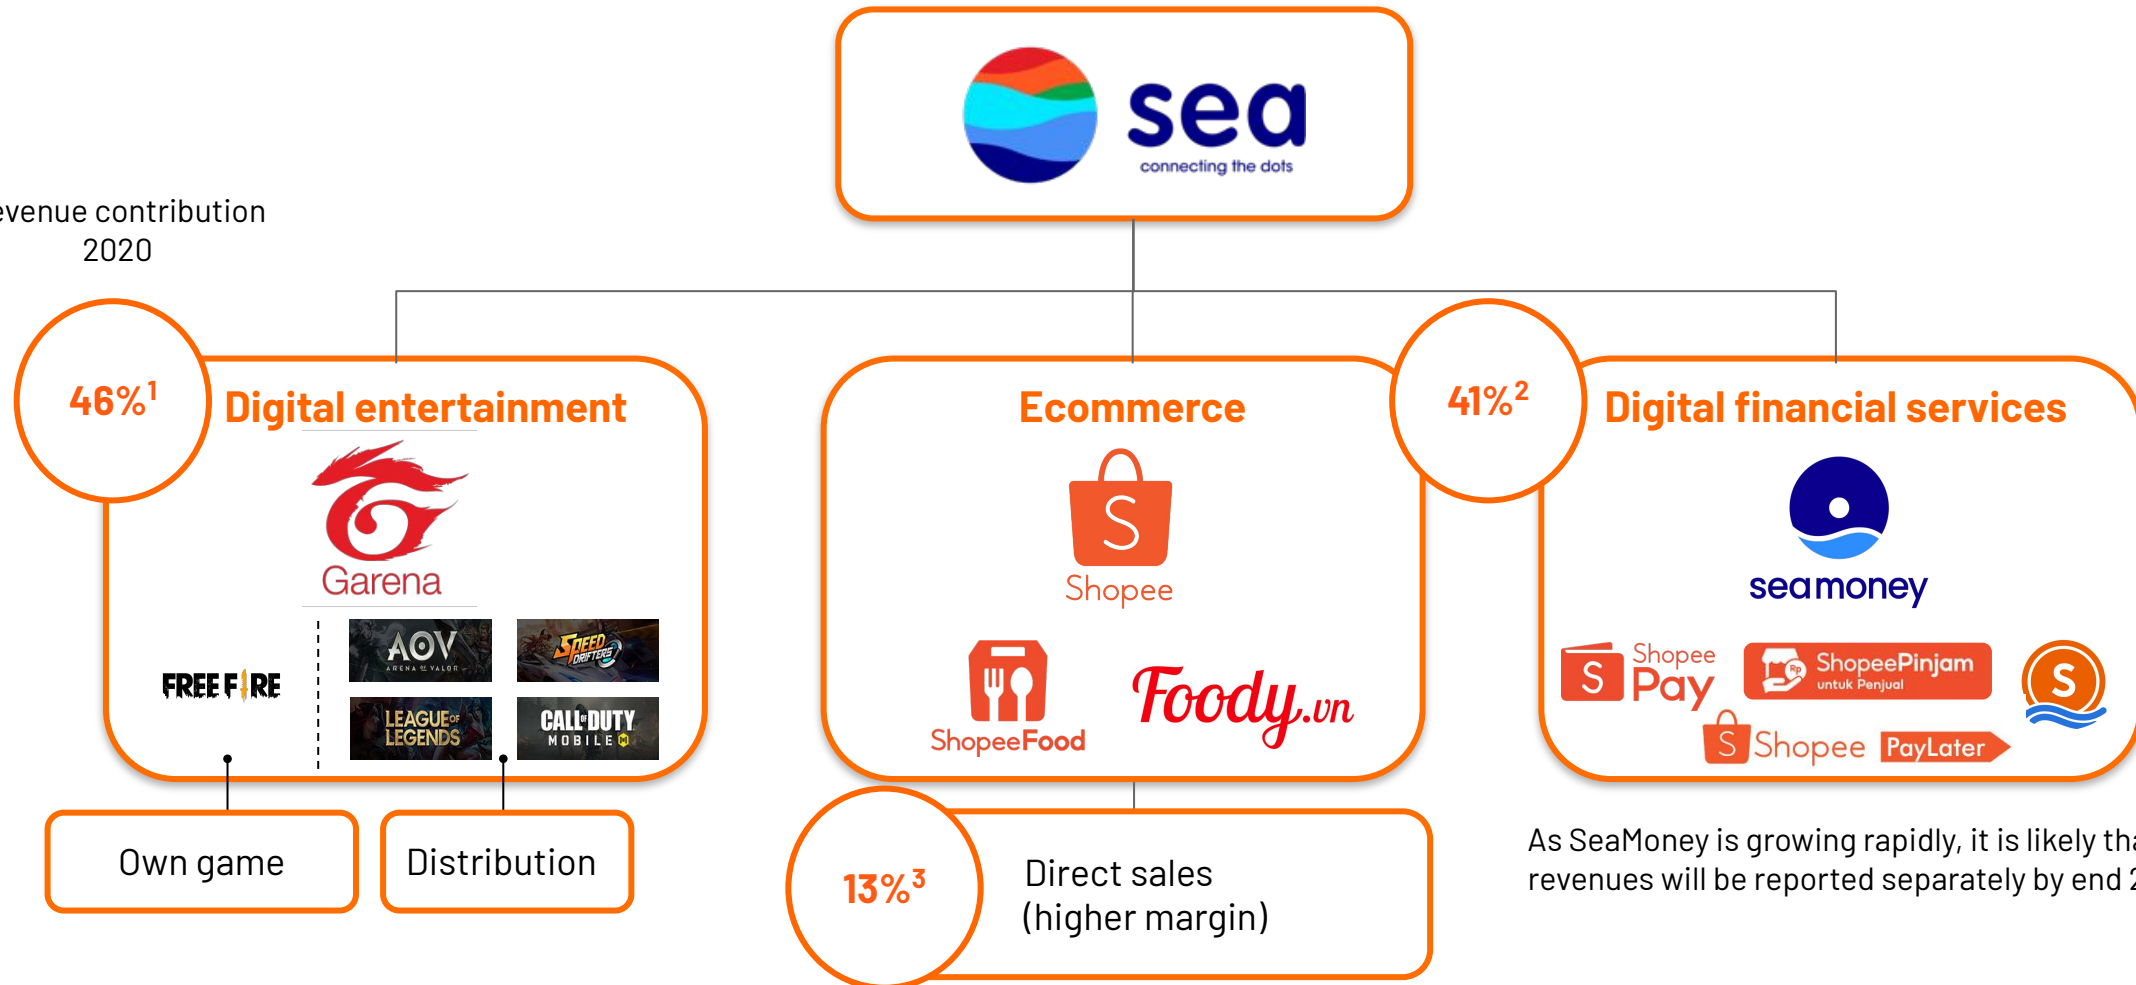 sea
connecting the dots
evenue contribution
2020
46%¹
Digital entertainment
Garena
FREE FIRE
AOV
ARENA OF VALOR
SPEED
DRIFTERS
LEAGUE OF
LEGENDS
CALL OF DUTY
MOBILE
Own game
Distribution
Ecommerce
S
Shopee
ShopeeFood
Foody.vn
13%³
Direct sales
(higher margin)
41%²
Digital financial services
seamoney
S
Shopee
Pay
Rp
ShopeePinjam
untuk Penjual
S
S Shopee PayLater
As SeaMoney is growing rapidly, it is likely tha
revenues will be reported separately by end 2